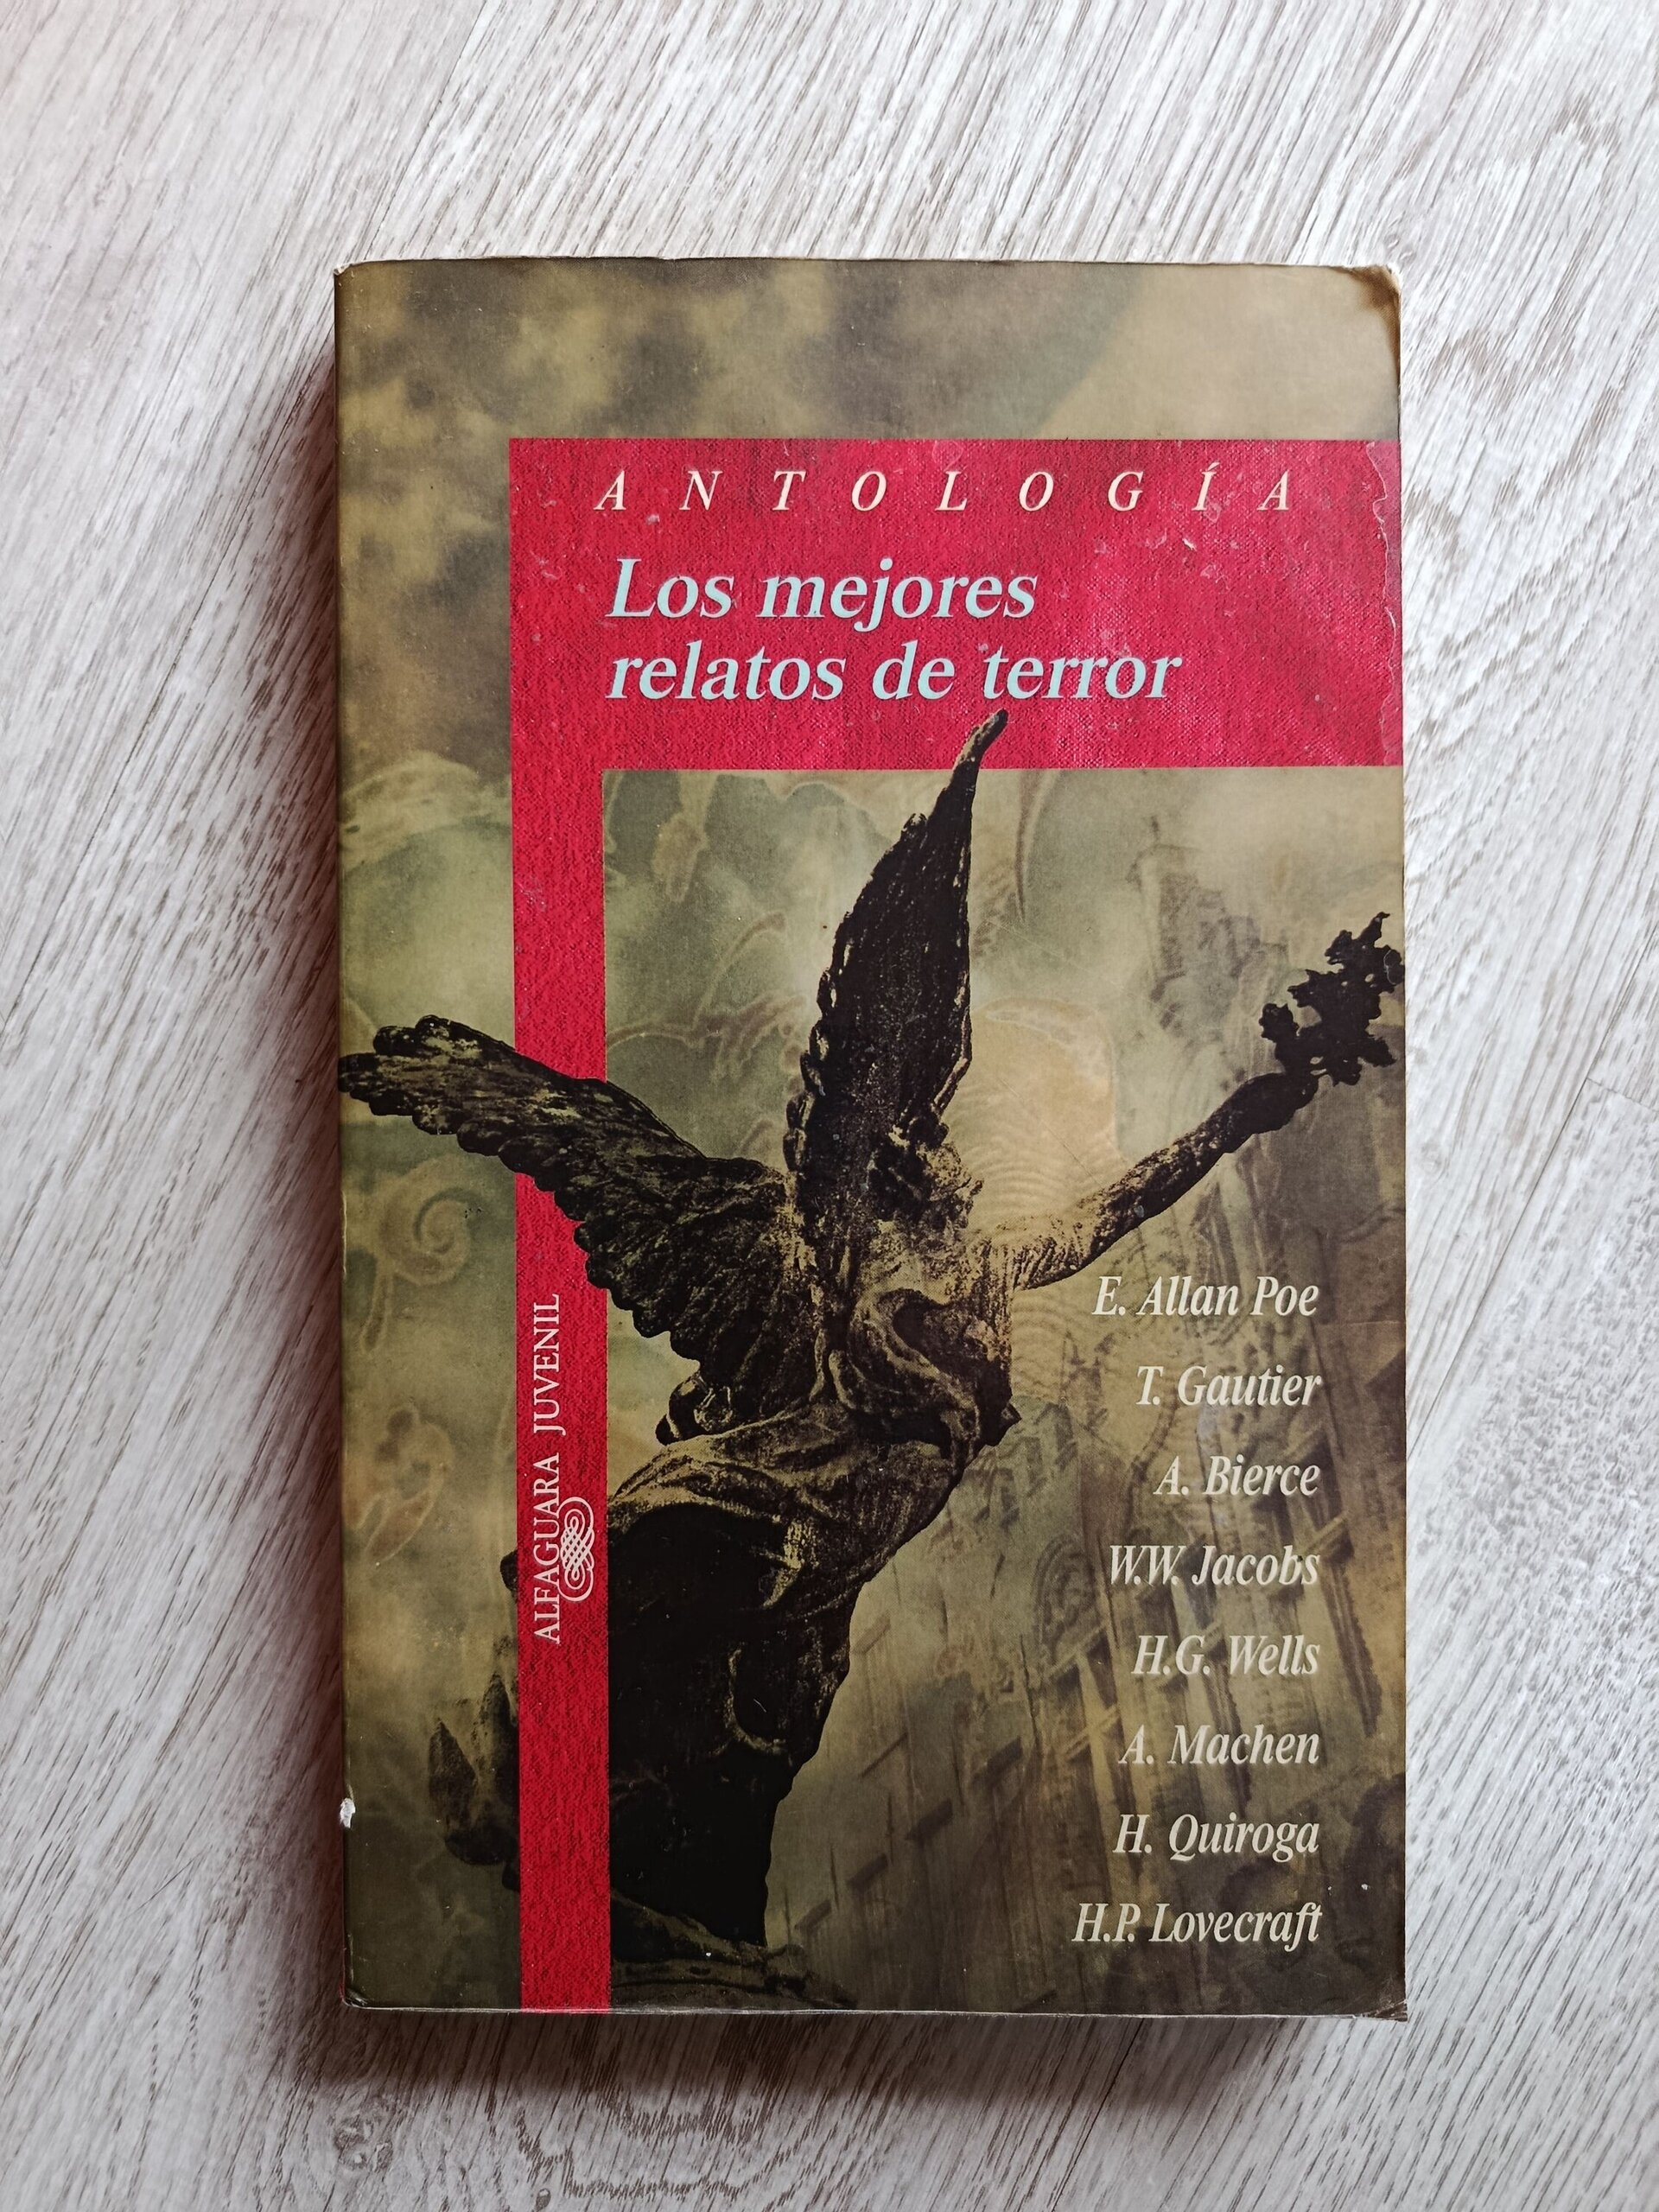 ANTOLOGÍA
Los mejores
relatos de terror
E. Allan Poe
T. Gautier
A. Bierce
W.W. Jacobs
H.G. Wells
A. Machen
H. Quiroga
H.P. Lovecraft
ALFAGUARA JUVENIL